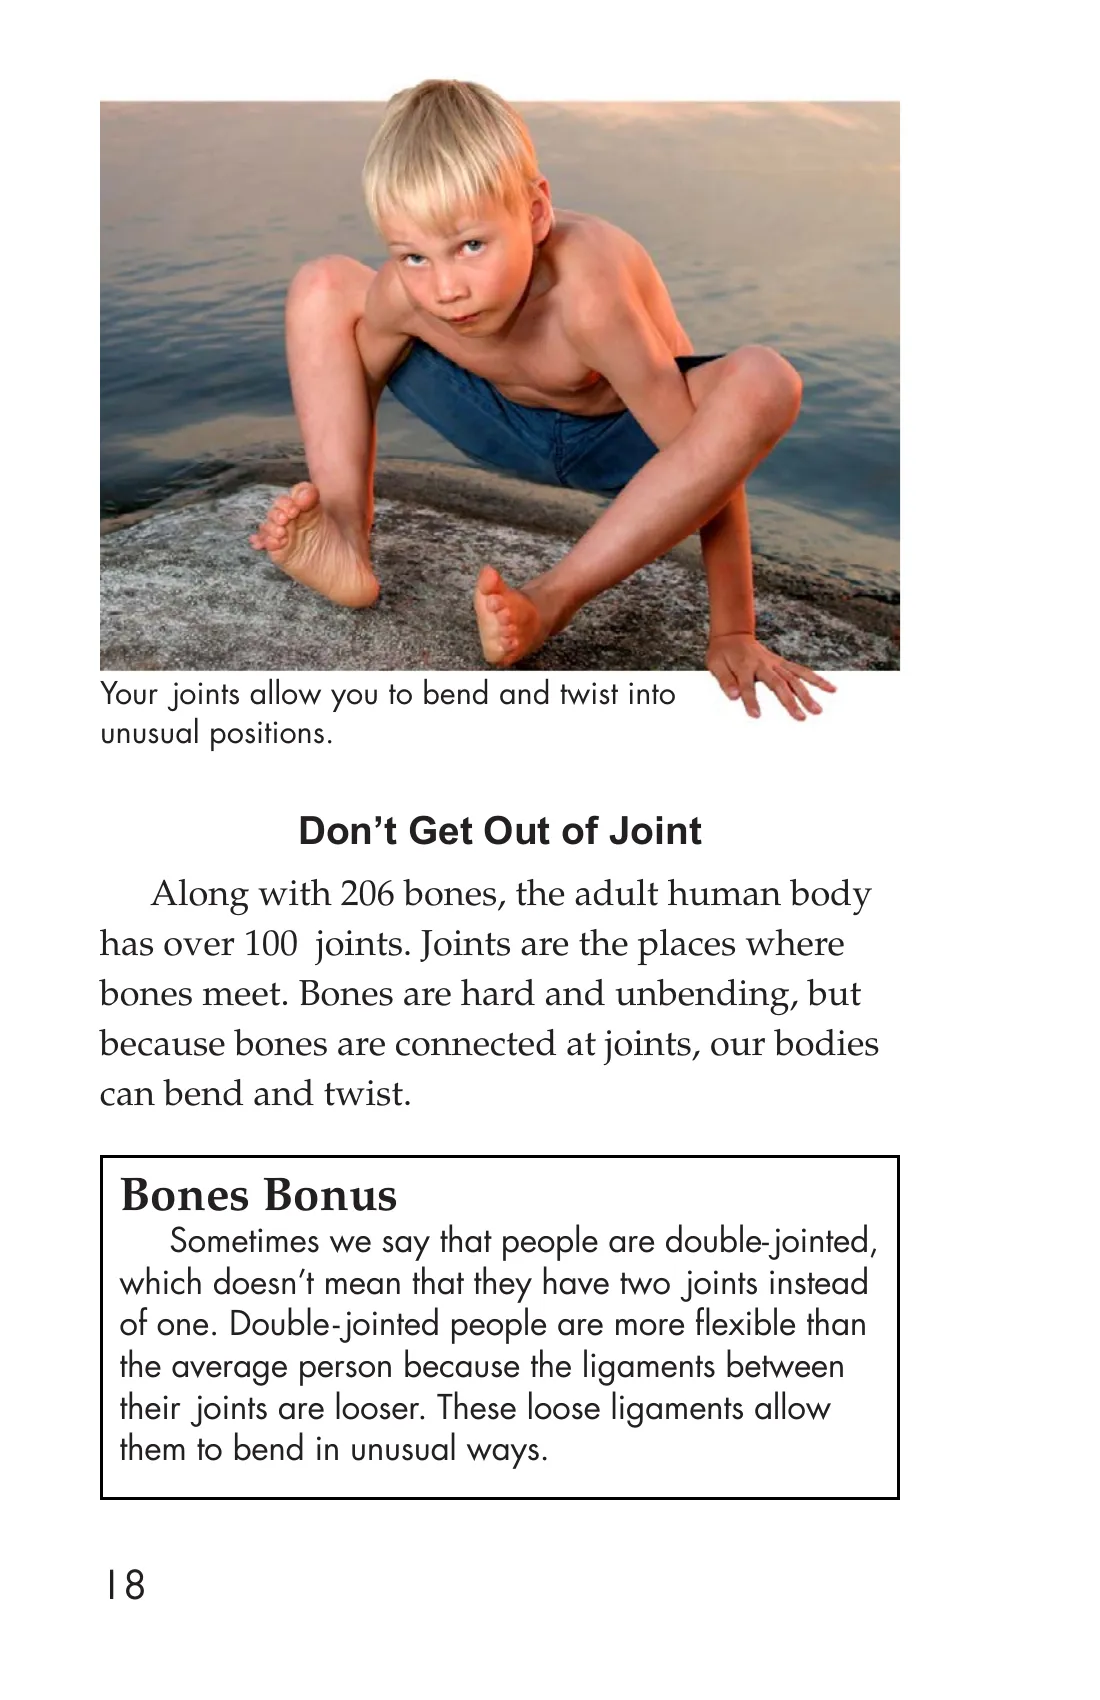 Your joints allow you to bend and twist into
unusual positions.
Don’t Get Out of Joint
Along with 206 bones, the adult human body
has over 100 joints. Joints are the places where
bones meet. Bones are hard and unbending, but
because bones are connected at joints, our bodies
can bend and twist.
Bones Bonus
Sometimes we say that people are double-jointed,
which doesn’t mean that they have two joints instead
of one. Double-jointed people are more flexible than
the average person because the ligaments between
their joints are looser. These loose ligaments allow
them to bend in unusual ways.
18